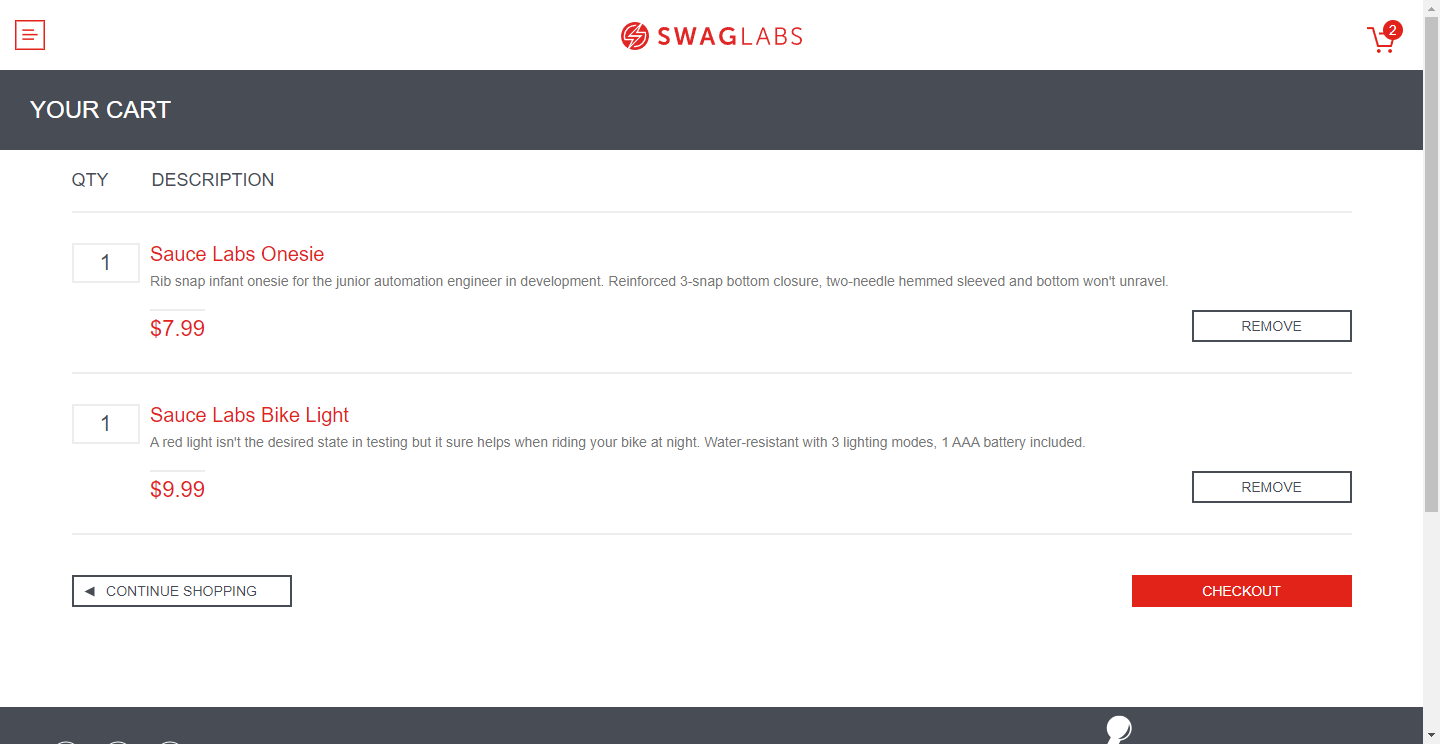 SWAGLABS
2
YOUR CART
QTY DESCRIPTION
1 Sauce Labs Onesie
Rib snap infant onesie for the junior automation engineer in development. Reinforced 3-snap bottom closure, two-needle hemmed sleeved and bottom won't unravel.
$7.99 REMOVE
1 Sauce Labs Bike Light
A red light isn't the desired state in testing but it sure helps when riding your bike at night. Water-resistant with 3 lighting modes, 1 AAA battery included.
$9.99 REMOVE
CONTINUE SHOPPING CHECKOUT